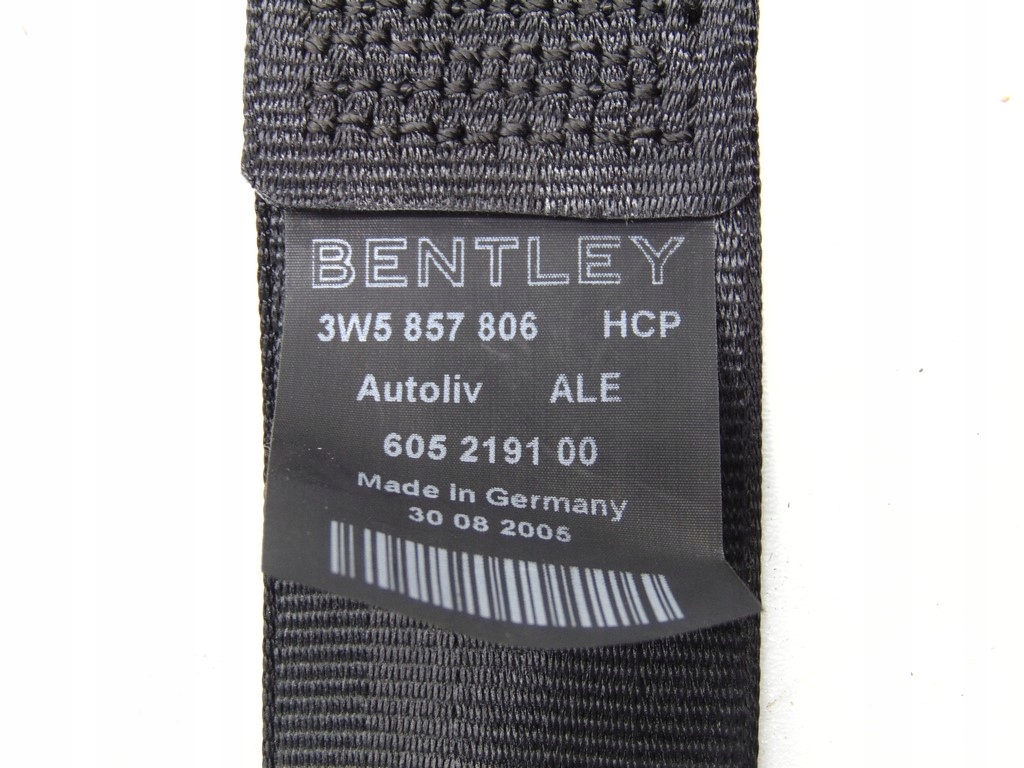 BENTLEY
3W5 857 806 HCP
Autoliv ALE
605 2191 00
Made in Germany
30 08 2005